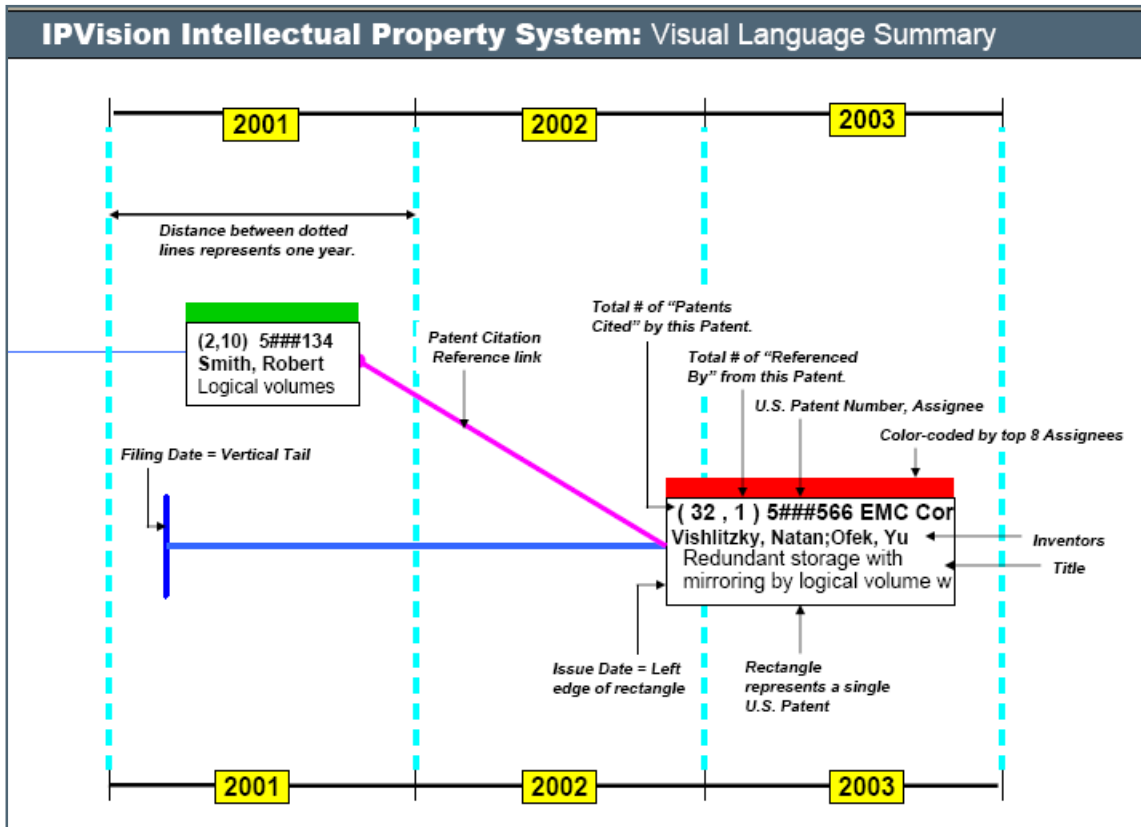 IPVision Intellectual Property System: Visual Language Summary
2001
2002
2003
Distance between dotted
lines represents one year.
(2,10) 5###134
Smith, Robert
Logical volumes
Patent Citation
Reference link
Total # of “Patents
Cited” by this Patent.
Total # of “Referenced
By” from this Patent.
U.S. Patent Number, Assignee
Color-coded by top 8 Assignees
Filing Date = Vertical Tail
( 32 , 1 ) 5###566 EMC Cor
Vishlitzky, Natan;Ofek, Yu
Redundant storage with
mirroring by logical volume w
Inventors
Title
Issue Date = Left
edge of rectangle
Rectangle
represents a single
U.S. Patent
2001
2002
2003